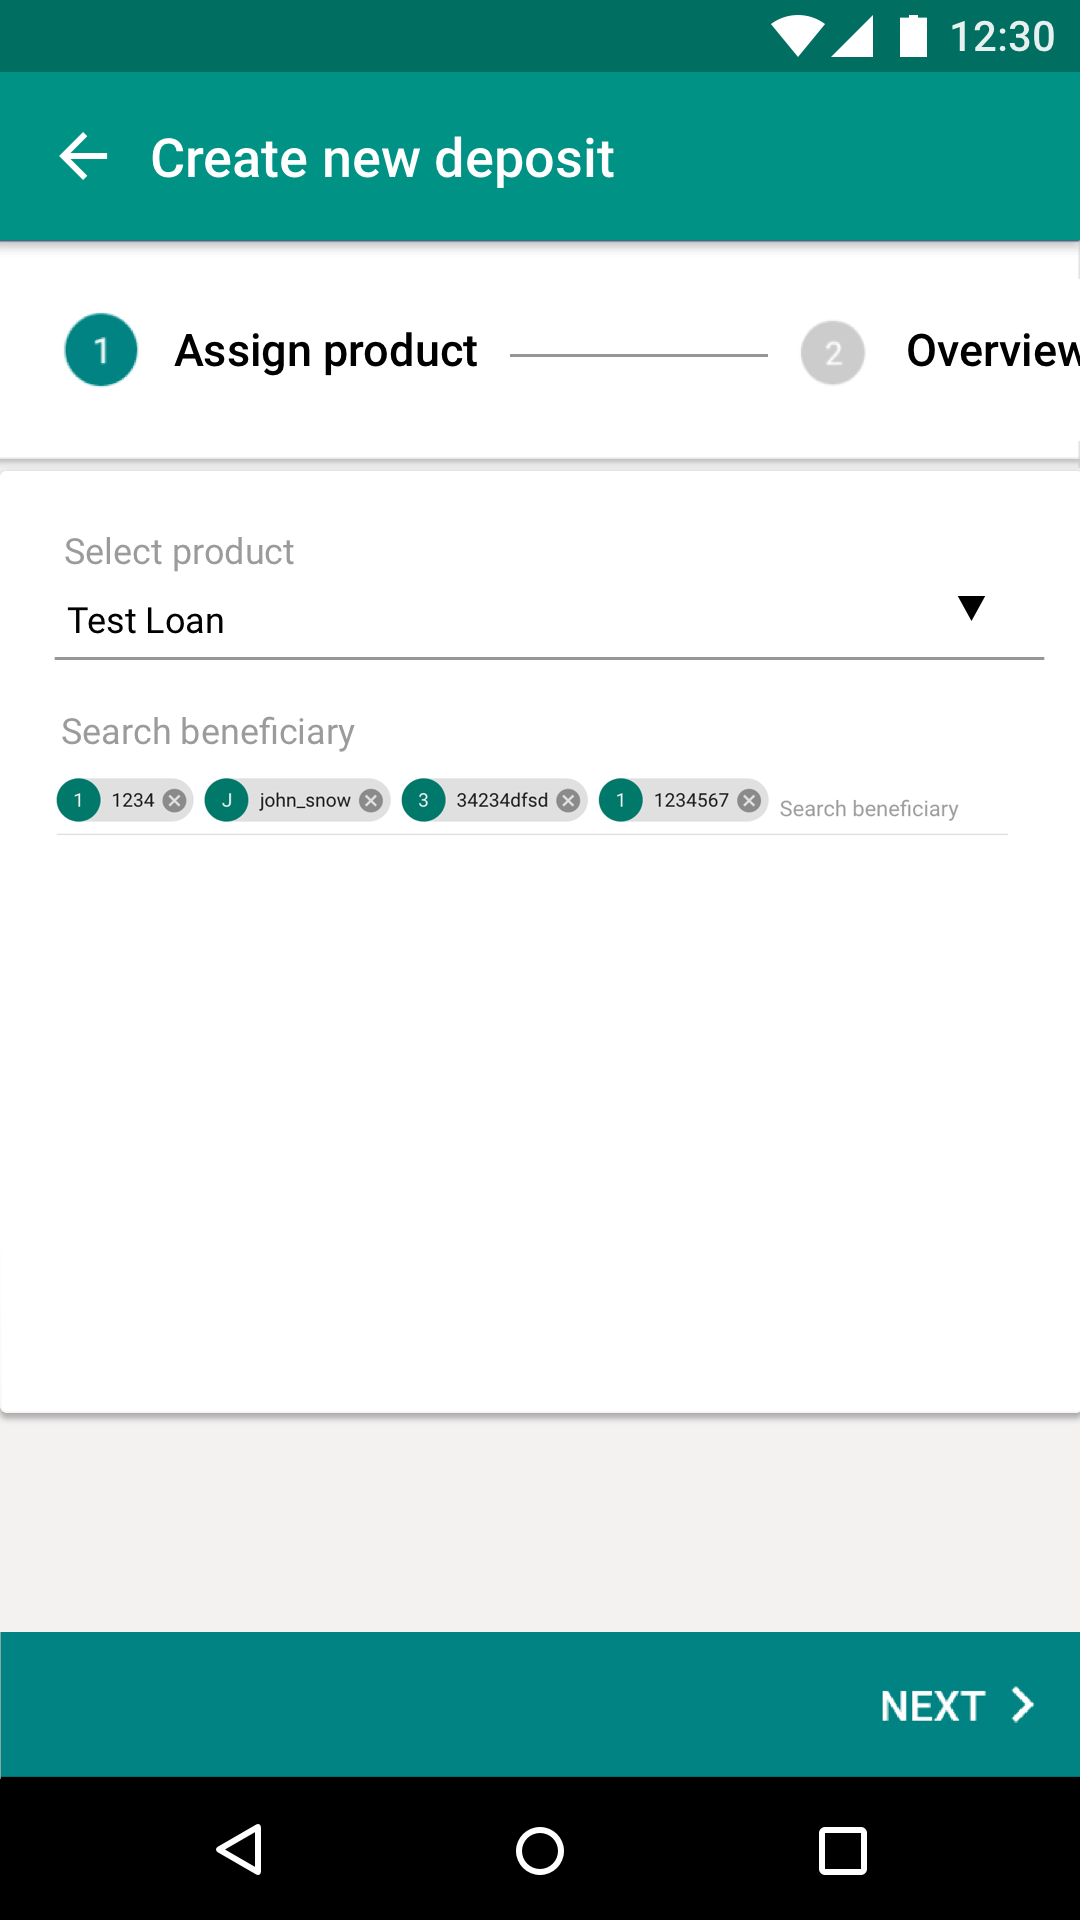 12:30
Create new deposit
1 Assign product 2 Overview
Select product
Test Loan
Search beneficiary
1 1234 J john_snow 3 34234dfsd 1 1234567 Search beneficiary
NEXT